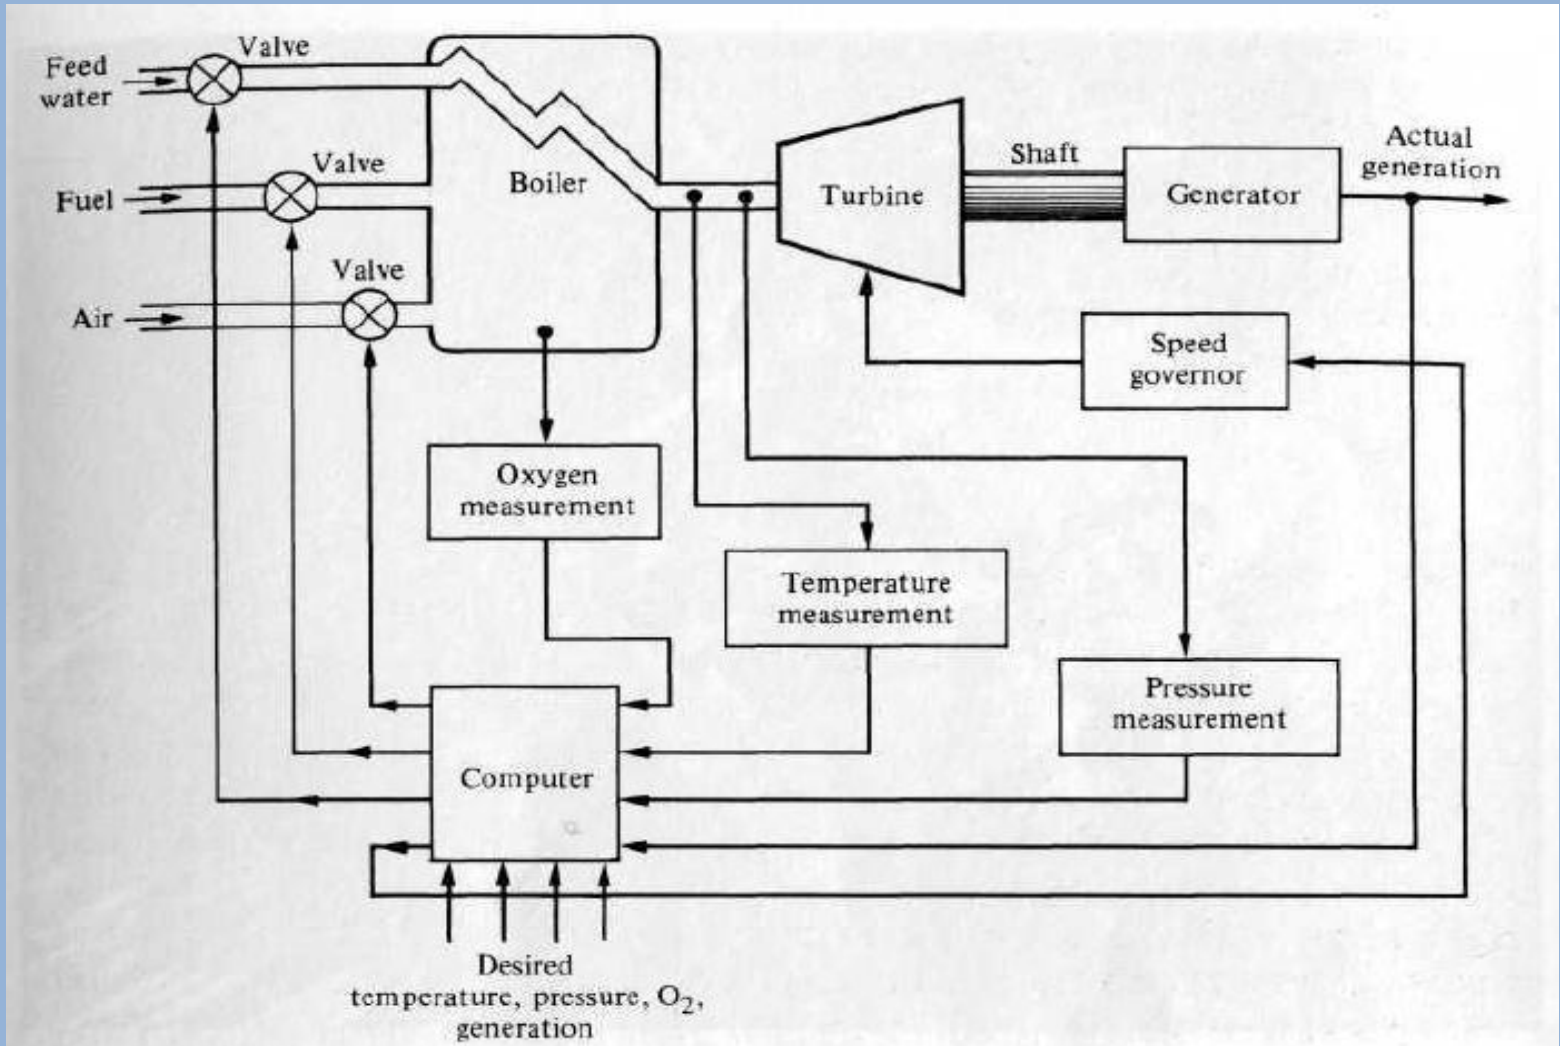 Valve
Feed
water
Valve
Fuel
Valve
Air
Boiler
Turbine
Shaft
Generator
Actual
generation
Speed
governor
Oxygen
measurement
Temperature
measurement
Pressure
measurement
Computer
Desired
temperature, pressure, O₂,
generation